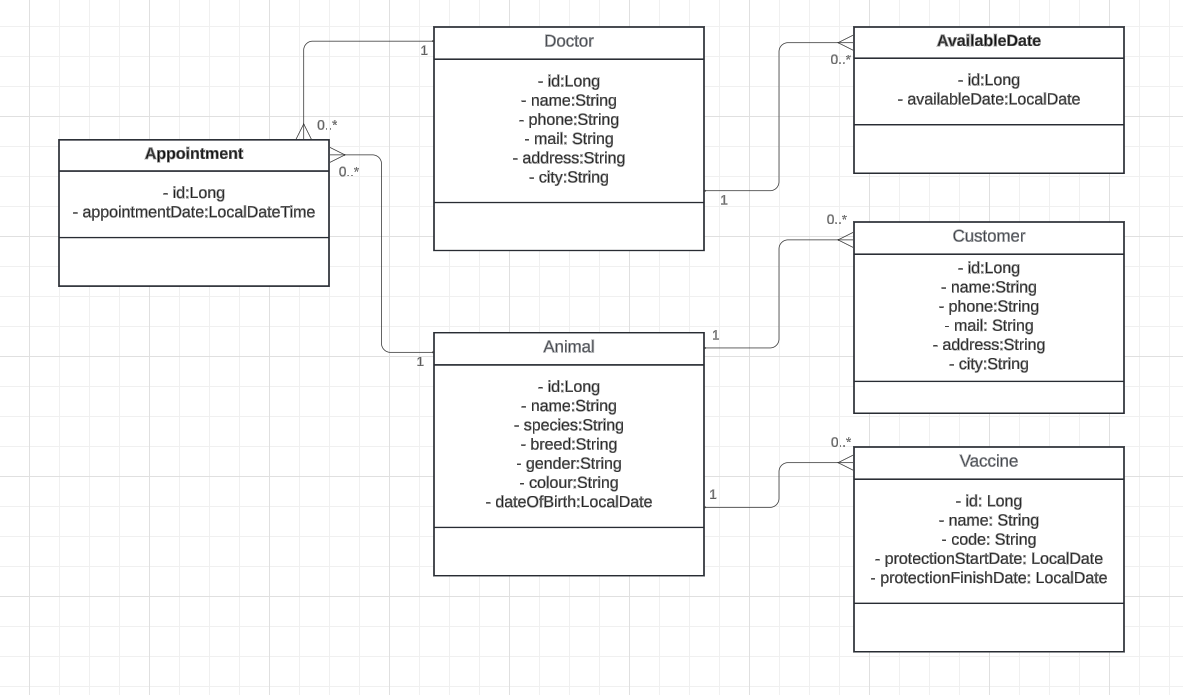 Doctor
- id:Long
- name:String
- phone:String
- mail: String
- address:String
- city:String
1
1
AvailableDate
- id:Long
- availableDate:LocalDate
0..*
Appointment
- id:Long
- appointmentDate:LocalDateTime
0..*
0..*
Customer
- id:Long
- name:String
- phone:String
- mail: String
- address:String
- city:String
0..*
Animal
- id:Long
- name:String
- species:String
- breed:String
- gender:String
- colour:String
- dateOfBirth:LocalDate
1
1
1
Vaccine
- id: Long
- name: String
- code: String
- protectionStartDate: LocalDate
- protectionFinishDate: LocalDate
0..*